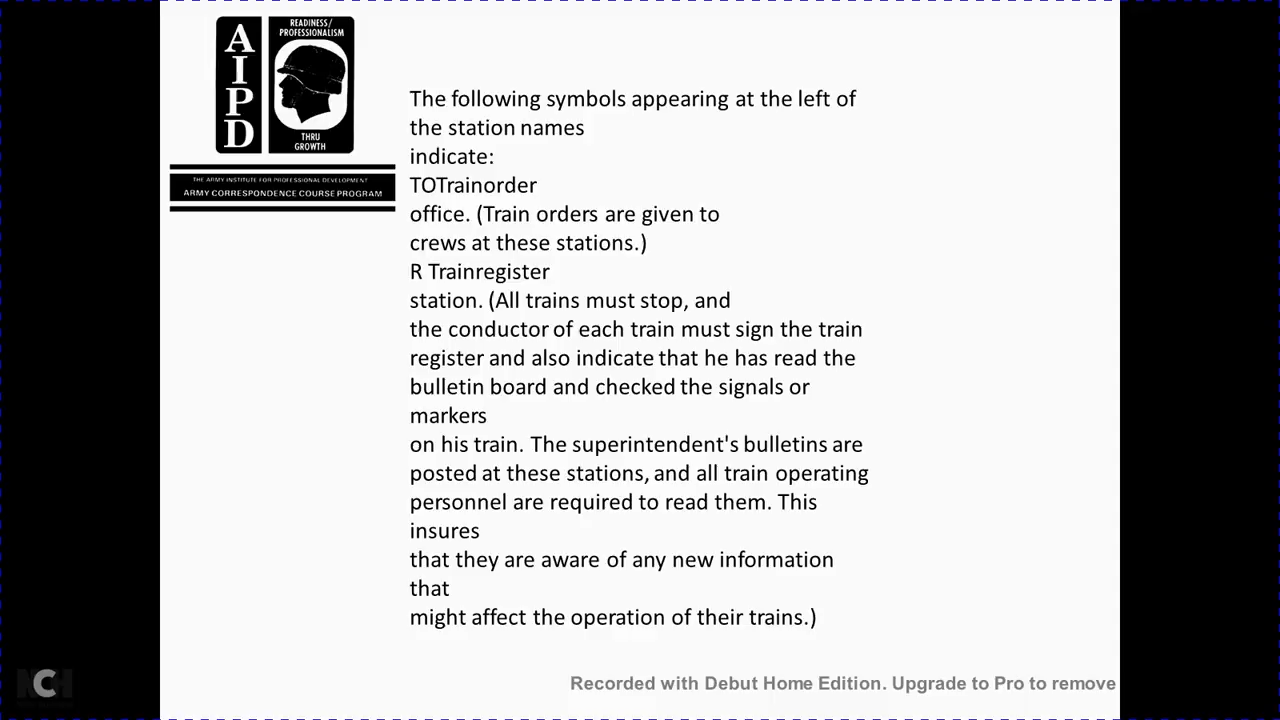 A
I
P
D
READINESS/
PROFESSIONALISM
THRU
GROWTH
THE ARMY INSTITUTE FOR PROFESSIONAL DEVELOPMENT
ARMY CORRESPONDENCE COURSE PROGRAM
The following symbols appearing at the left of
the station names
indicate:
TOTrainorder
office. (Train orders are given to
crews at these stations.)
R Trainregister
station. (All trains must stop, and
the conductor of each train must sign the train
register and also indicate that he has read the
bulletin board and checked the signals or
markers
on his train. The superintendent's bulletins are
posted at these stations, and all train operating
personnel are required to read them. This
insures
that they are aware of any new information
that
might affect the operation of their trains.)
NCH
Recorded with Debut Home Edition. Upgrade to Pro to remove